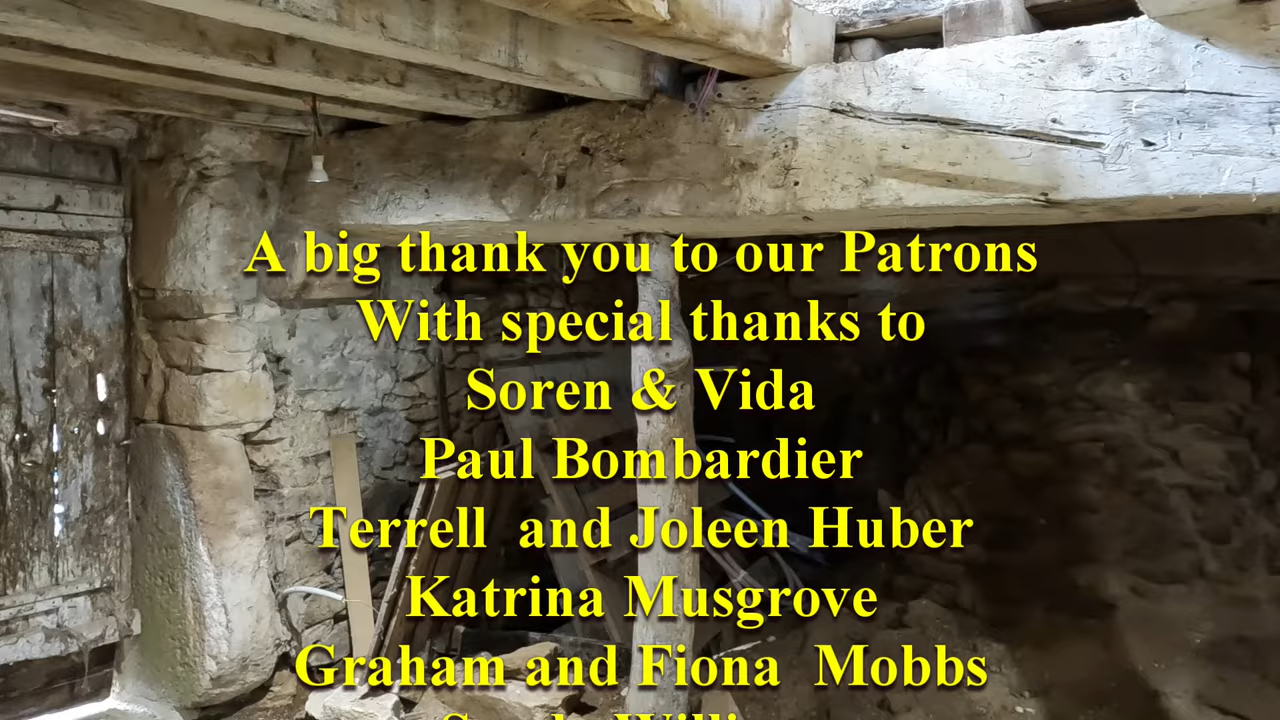 A big thank you to our Patrons
With special thanks to
Soren & Vida
Paul Bombardier
Terrell  and Joleen Huber
Katrina Musgrove
Graham and Fiona  Mobbs